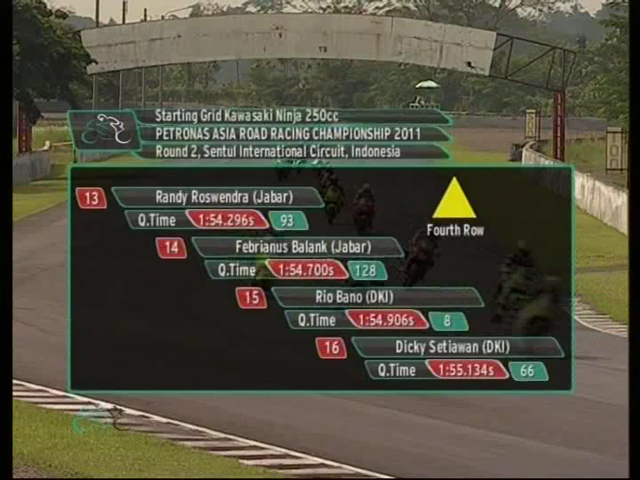 Starting Grid Kawasaki Ninja 250cc
PETRONAS ASIA ROAD RACING CHAMPIONSHIP 2011
Round 2, Sentul International Circuit, Indonesia
Fourth Row
13 Randy Roswendra (Jabar)
Q.Time 1:54.296s 93
14 Febrianus Balank (Jabar)
Q.Time 1:54.700s 128
15 Rio Bano (DKI)
Q.Time 1:54.906s 8
16 Dicky Setiawan (DKI)
Q.Time 1:55.134s 66